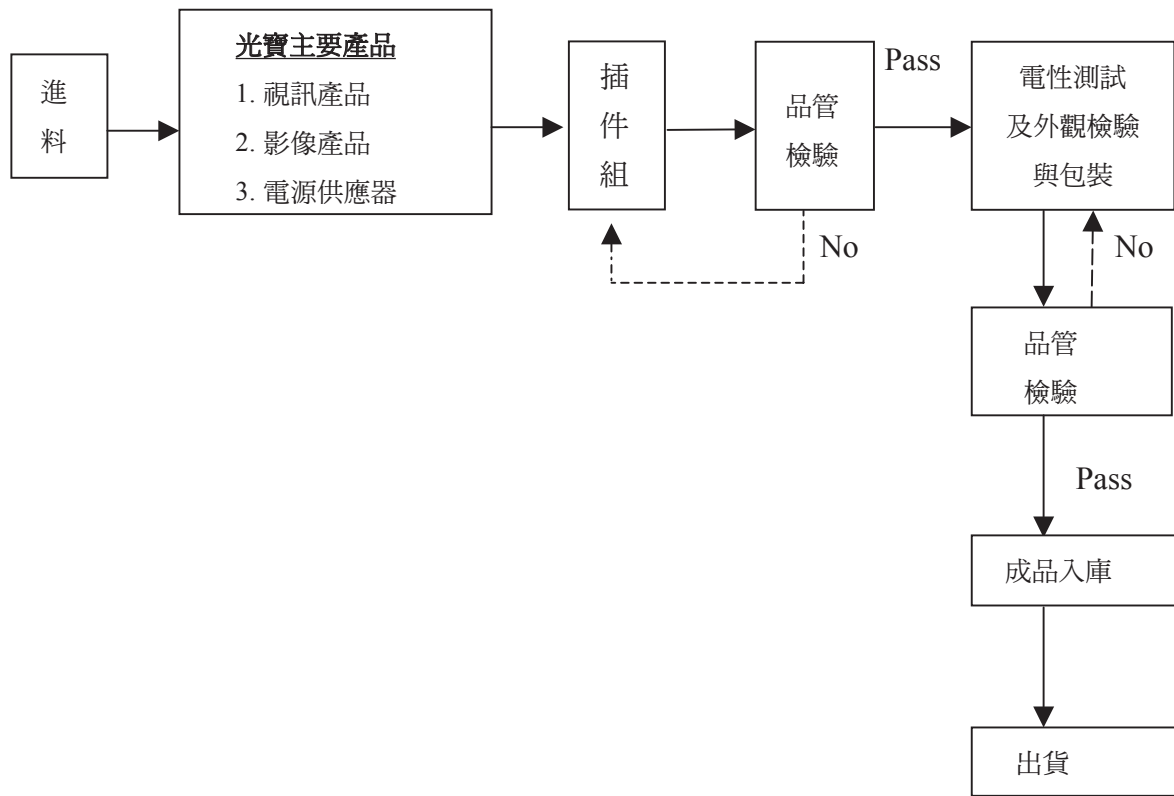 進
料
光寶主要產品
1. 視訊產品
2. 影像產品
3. 電源供應器
插
件
組
品管
檢驗
Pass
No
電性測試
及外觀檢驗
與包裝
No
品管
檢驗
Pass
成品入庫
出貨